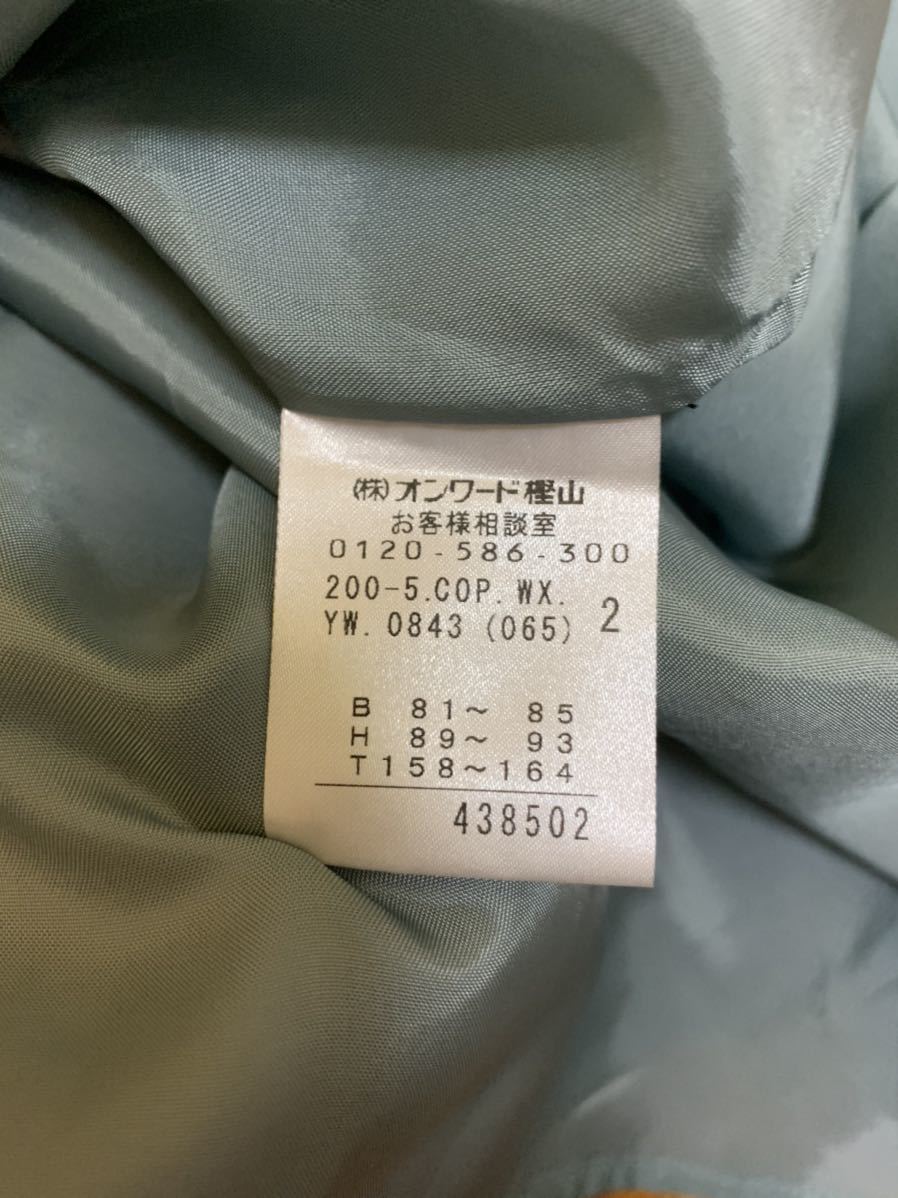 (株)オンワード樫山
お客様相談室
0120-586-300
200-5.COP.WX.
YW.0843 (065) 2
B 81～ 85
H 89～ 93
T158～164
438502